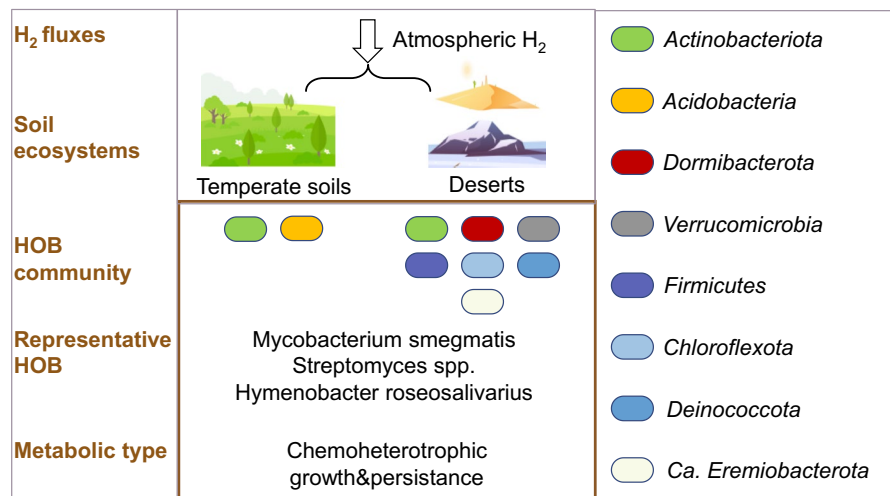 H2 fluxes
Atmospheric H2
Soil
ecosystems
Temperate soils
Deserts
HOB
community
Representative
HOB
Mycobacterium smegmatis
Streptomyces spp.
Hymenobacter roseosalivarius
Metabolic type
Chemoheterotrophic
growth&persistance
Actinobacteriota
Acidobacteria
Dormibacterota
Verrucomicrobia
Firmicutes
Chloroflexota
Deinococcota
Ca. Eremiobacterota